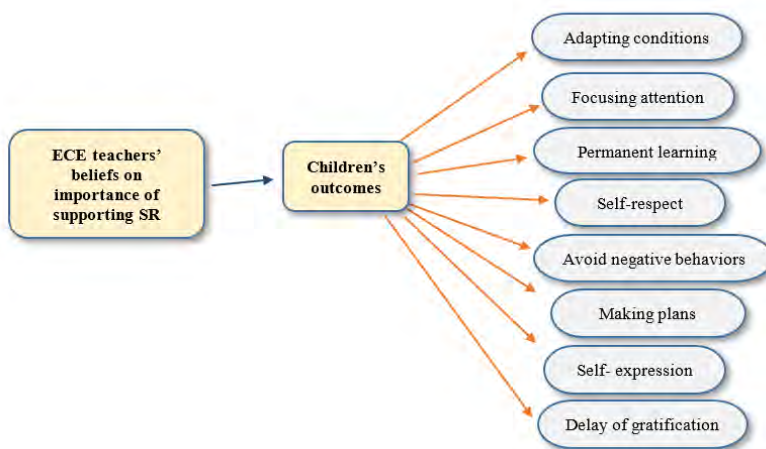 ECE teachers'
beliefs on
importance of
supporting SR
Children's
outcomes
Adapting conditions
Focusing attention
Permanent learning
Self-respect
Avoid negative behaviors
Making plans
Self- expression
Delay of gratification